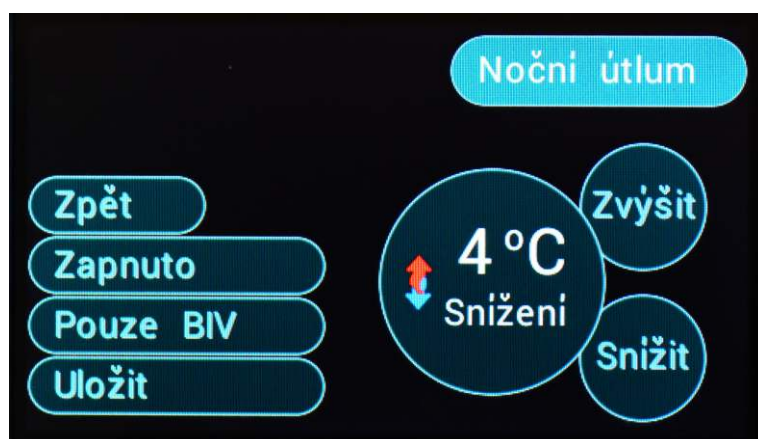 Noční útlum
Zpět
Zapnuto
Pouze BIV
Uložit
4 °C
Snížení
Zvýšit
Snížit